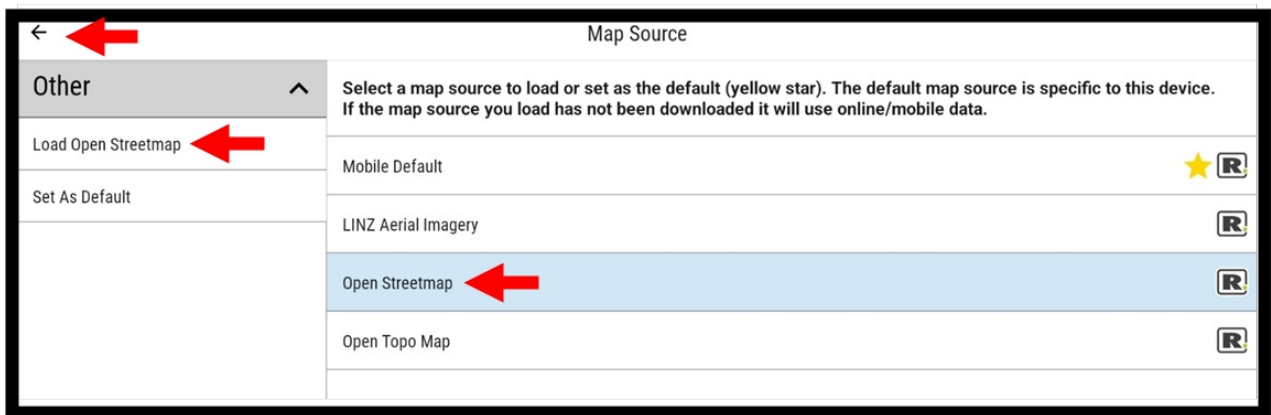 Map Source
Other
Load Open Streetmap
Set As Default
Select a map source to load or set as the default (yellow star). The default map source is specific to this device.
If the map source you load has not been downloaded it will use online/mobile data.
Mobile Default
R
LINZ Aerial Imagery
R
Open Streetmap
R
Open Topo Map
R